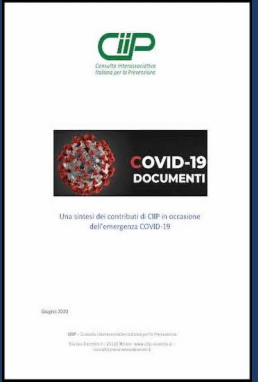 CIIP
Consulta Interassociativa
Italiana per la Prevenzione
COVID-19
DOCUMENTI
Una sintesi dei contributi di CIIP in occasione
dell'emergenza COVID-19
Giugno 2020
CIIP - Consulta Interassociativa Italiana per la Prevenzione